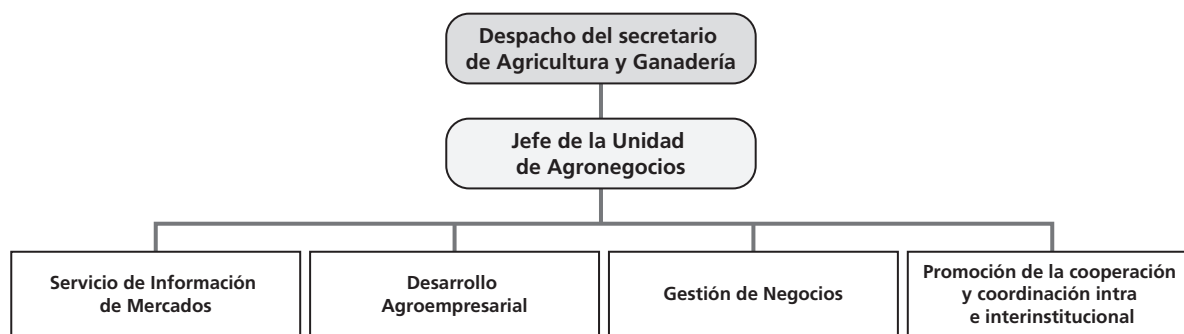 Despacho del secretario
de Agricultura y Ganadería
Jefe de la Unidad
de Agronegocios
Servicio de Información
de Mercados
Desarrollo
Agroempresarial
Gestión de Negocios
Promoción de la cooperación
y coordinación intra
e interinstitucional